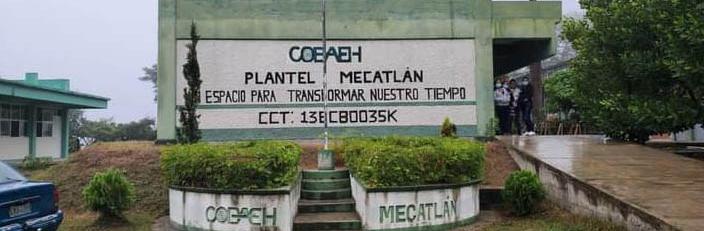 COBAEH
PLANTEL MECATLÁN
ESPACIO PARA TRANSFORMAR NUESTRO TIEMPO
CCT: 13ECB0035K
COBAEH
MECATLÁN